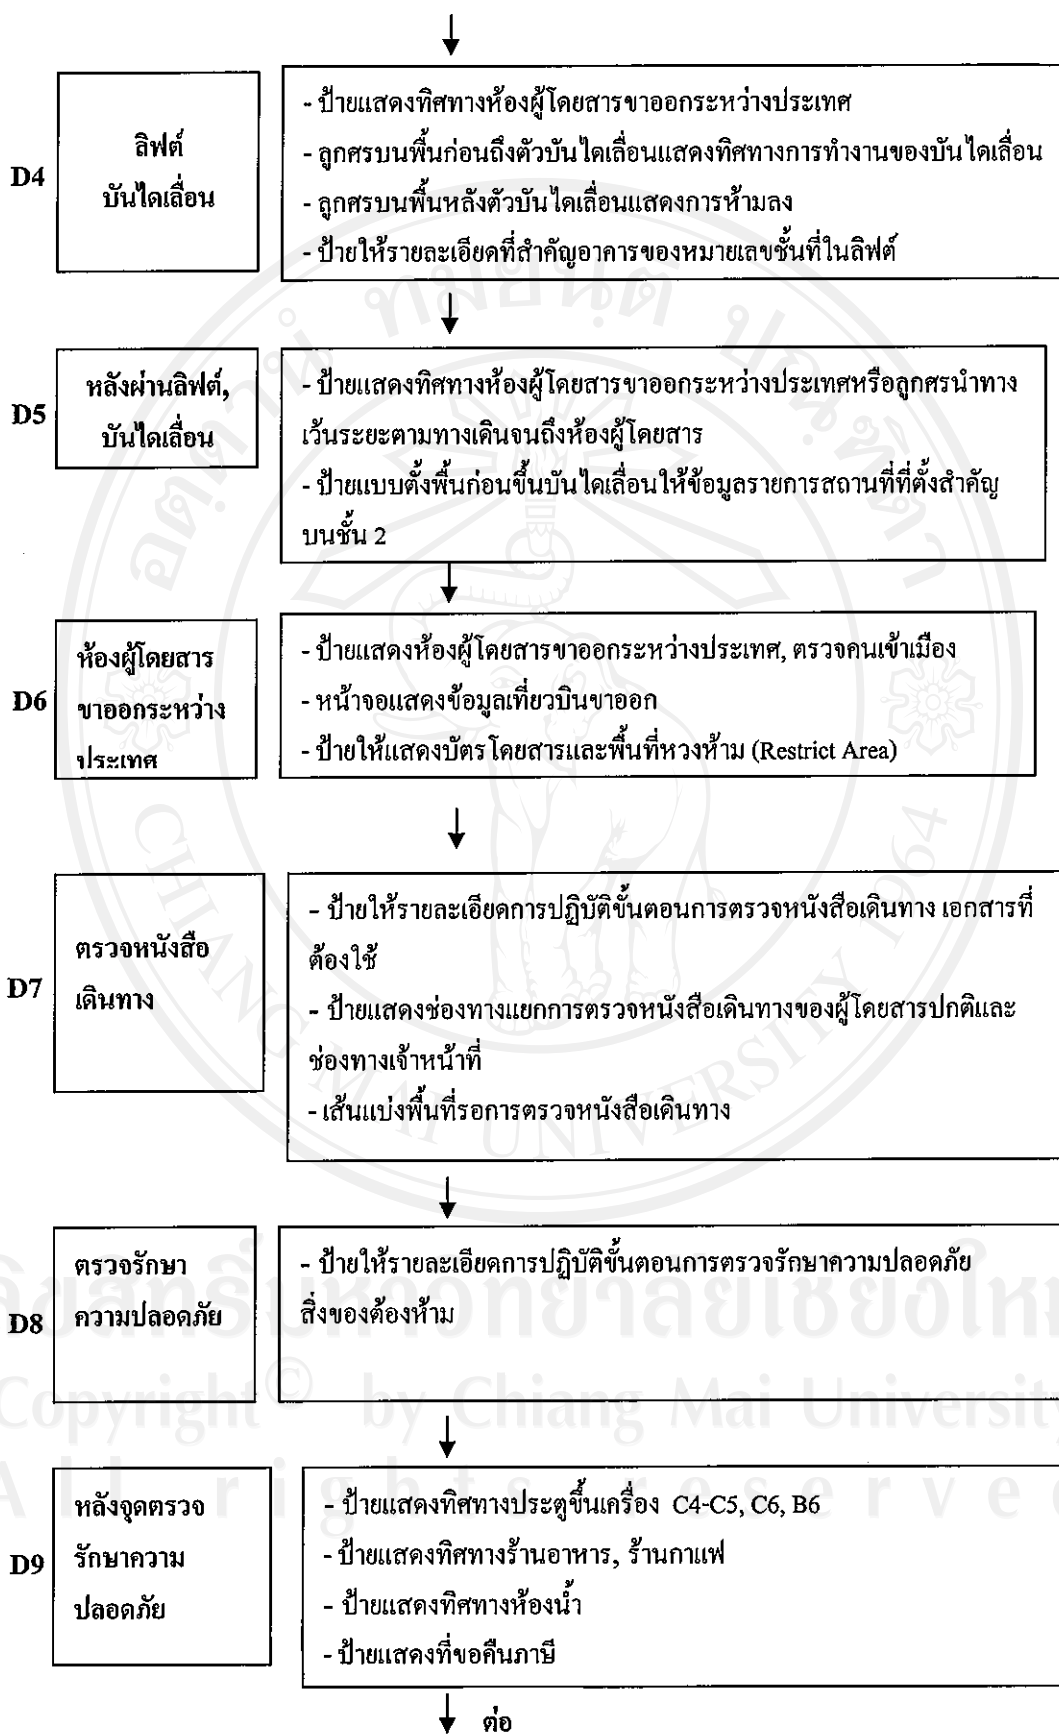 D4
ลิฟต์
บันไดเลื่อน
- ป้ายแสดงทิศทางห้องผู้โดยสารขาออกระหว่างประเทศ
- ลูกศรบนพื้นก่อนถึงตัวบันไดเลื่อนแสดงทิศทางการทำงานของบันไดเลื่อน
- ลูกศรบนพื้นหลังตัวบันไดเลื่อนแสดงการห้ามลง
- ป้ายให้รายละเอียดที่สำคัญอาคารของหมายเลขชั้นที่ในลิฟต์
D5
หลังผ่านลิฟต์,
บันไดเลื่อน
- ป้ายแสดงทิศทางห้องผู้โดยสารขาออกระหว่างประเทศหรือลูกศรนำทาง
เว้นระยะตามทางเดินจนถึงห้องผู้โดยสาร
- ป้ายแบบตั้งพื้นก่อนขึ้นบันไดเลื่อนให้ข้อมูลรายการสถานที่ที่ตั้งสำคัญ
บนชั้น 2
D6
ห้องผู้โดยสาร
ขาออกระหว่าง
ประเทศ
- ป้ายแสดงห้องผู้โดยสารขาออกระหว่างประเทศ, ตรวจคนเข้าเมือง
- หน้าจอแสดงข้อมูลเที่ยวบินขาออก
- ป้ายให้แสดงบัตรโดยสารและพื้นที่หวงห้าม (Restrict Area)
D7
ตรวจหนังสือ
เดินทาง
- ป้ายให้รายละเอียดการปฏิบัติขั้นตอนการตรวจหนังสือเดินทาง เอกสารที่
ต้องใช้
- ป้ายแสดงช่องทางแยกการตรวจหนังสือเดินทางของผู้โดยสารปกติและ
ช่องทางเจ้าหน้าที่
- เส้นแบ่งพื้นที่รอการตรวจหนังสือเดินทาง
D8
ตรวจรักษา
ความปลอดภัย
- ป้ายให้รายละเอียดการปฏิบัติขั้นตอนการตรวจรักษาความปลอดภัย
สิ่งของต้องห้าม
D9
หลังจุดตรวจ
รักษาความ
ปลอดภัย
- ป้ายแสดงทิศทางประตูขึ้นเครื่อง C4-C5, C6, B6
- ป้ายแสดงทิศทางร้านอาหาร, ร้านกาแฟ
- ป้ายแสดงทิศทางห้องน้ำ
- ป้ายแสดงที่ขอคืนภาษี
ต่อ
CHIANG MAI UNIVERSITY 1964
Copyright© by Chiang Mai University
All rights reserve